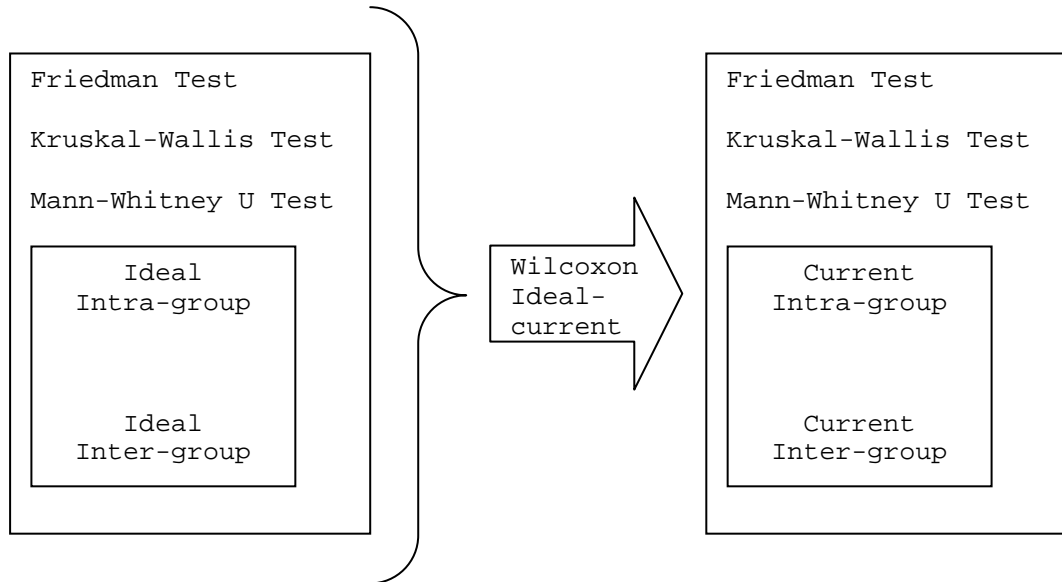 Friedman Test
Kruskal-Wallis Test
Mann-Whitney U Test
Ideal
Intra-group
Ideal
Inter-group
Wilcoxon
Ideal-
current
Friedman Test
Kruskal-Wallis Test
Mann-Whitney U Test
Current
Intra-group
Current
Inter-group